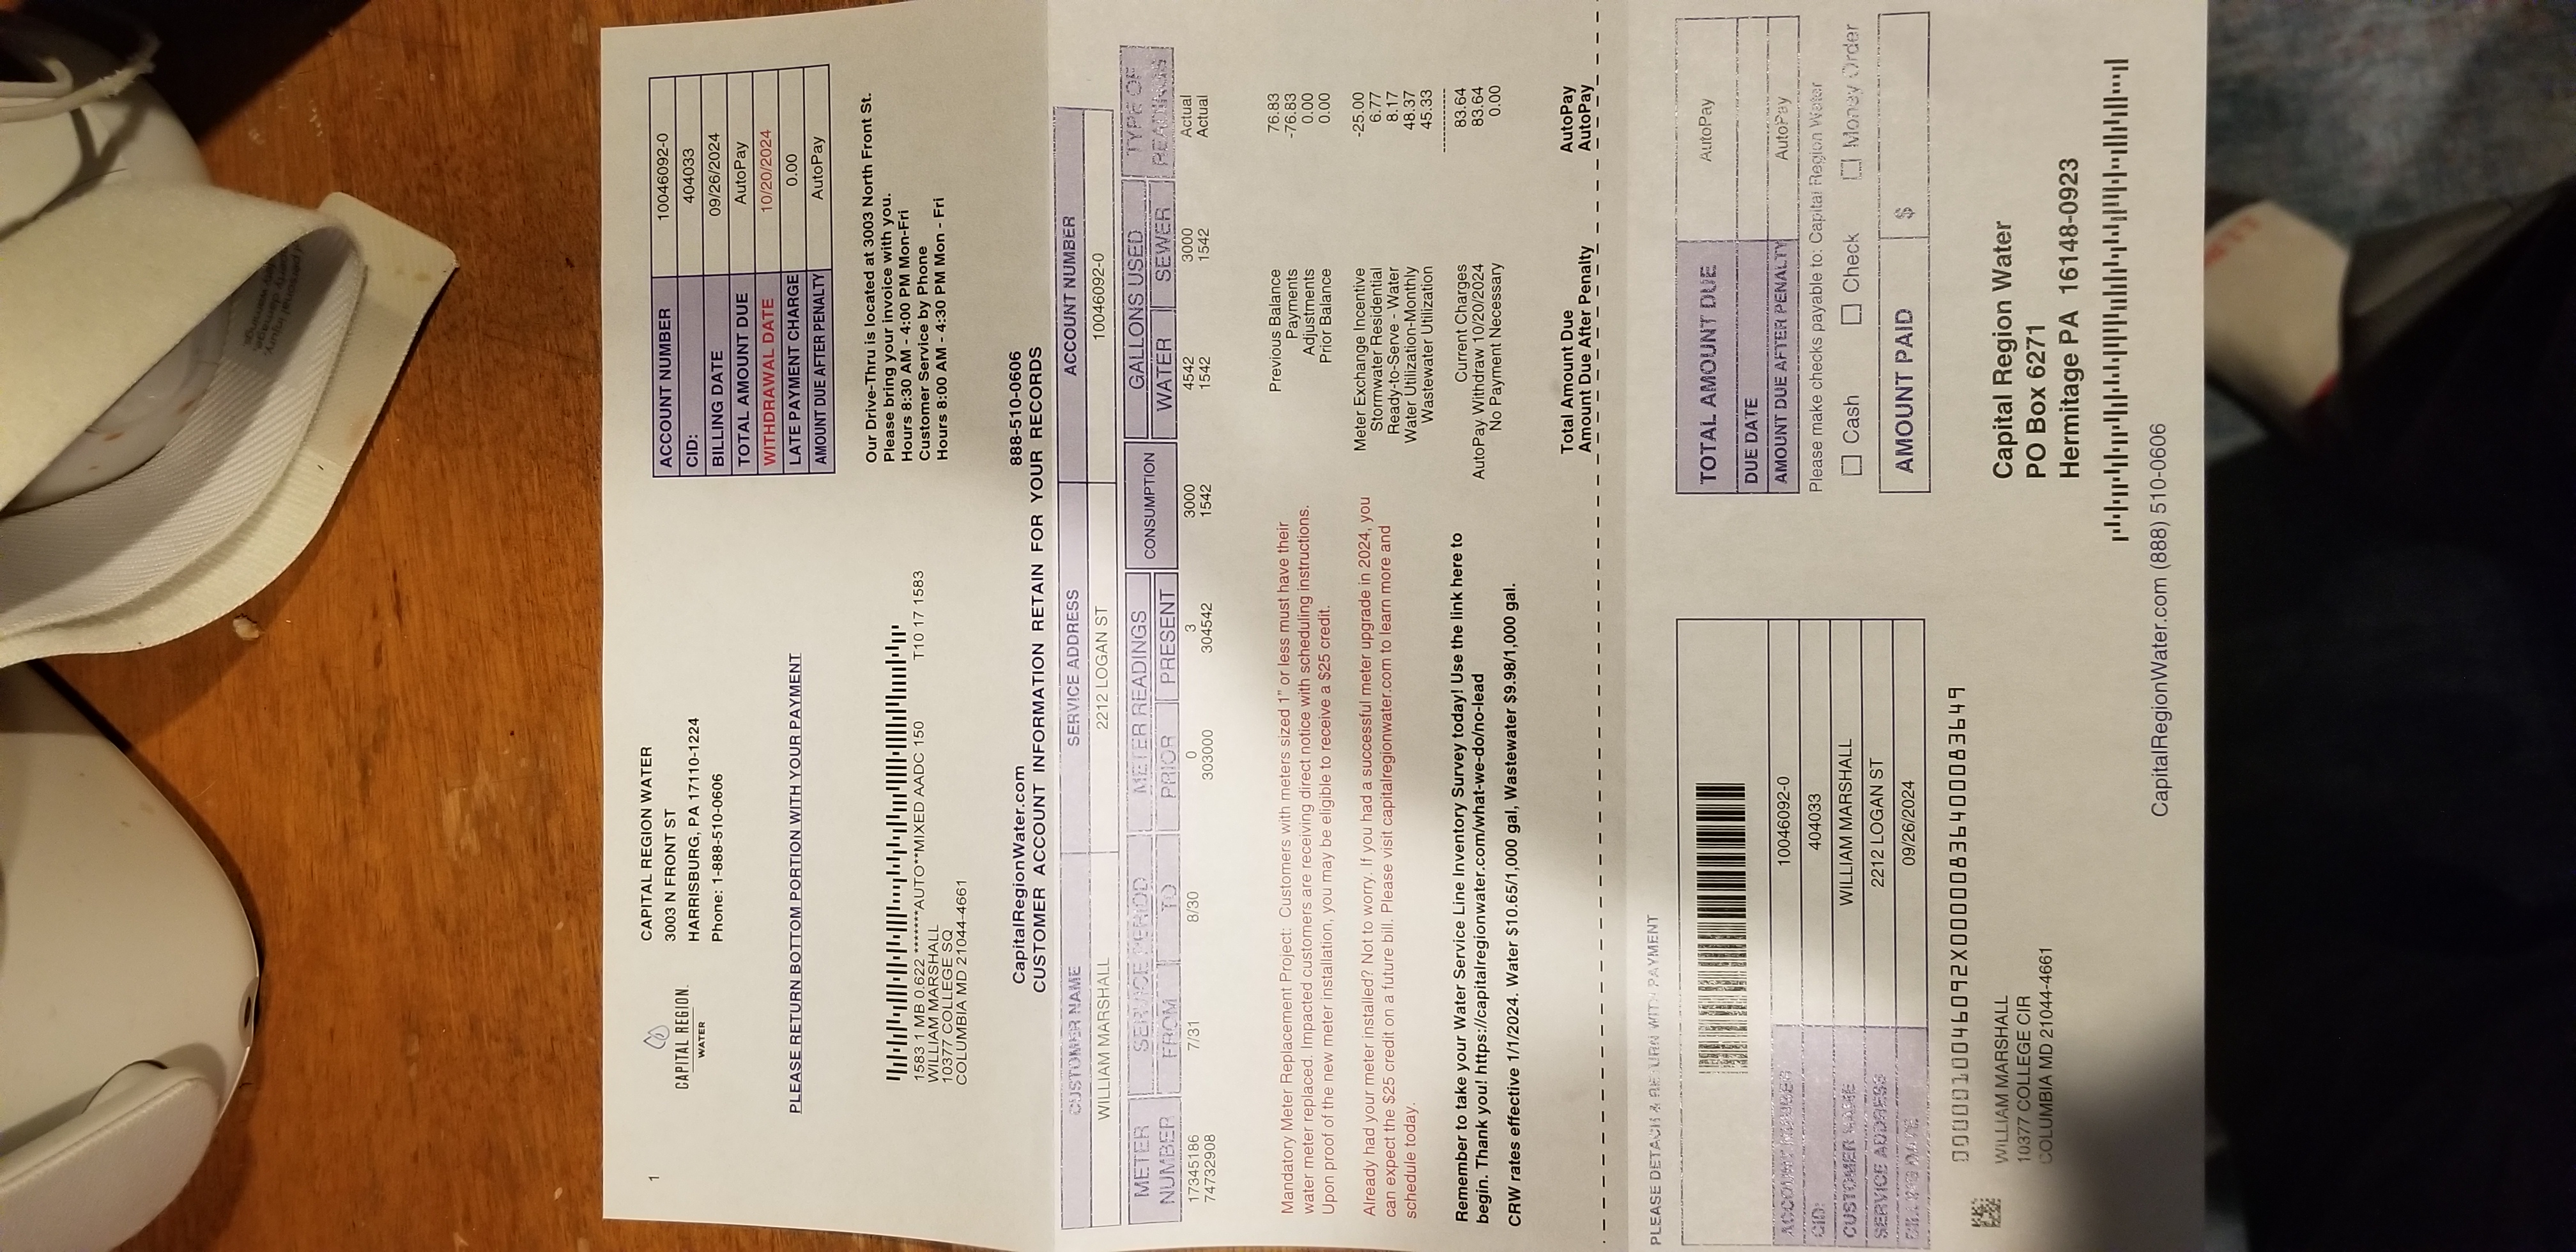 of personal injury,
property damage,
warnings.
1
CAPITAL REGION
WATER
CAPITAL REGION WATER
3003 N FRONT ST
HARRISBURG, PA 17110-1224
Phone: 1-888-510-0606
ACCOUNT NUMBER 10046092-0
CID: 404033
BILLING DATE 09/26/2024
TOTAL AMOUNT DUE AutoPay
WITHDRAWAL DATE 10/20/2024
LATE PAYMENT CHARGE 0.00
AMOUNT DUE AFTER PENALTY AutoPay
PLEASE RETURN BOTTOM PORTION WITH YOUR PAYMENT
Our Drive-Thru is located at 3003 North Front St.
Please bring your invoice with you.
Hours 8:30 AM - 4:00 PM Mon-Fri
Customer Service by Phone
Hours 8:00 AM - 4:30 PM Mon - Fri
1583 1 MB 0.622 *******AUTO**MIXED AADC 150 T10 17 1583
WILLIAM MARSHALL
10377 COLLEGE SQ
COLUMBIA MD 21044-4661
CapitalRegionWater.com 888-510-0606
CUSTOMER ACCOUNT INFORMATION RETAIN FOR YOUR RECORDS
CUSTOMER NAME SERVICE ADDRESS ACCOUNT NUMBER
WILLIAM MARSHALL 2212 LOGAN ST 10046092-0
METER NUMBER SERVICE PERIOD METER READINGS CONSUMPTION GALLONS USED TYPE OF READINGS
FROM TO PRIOR PRESENT WATER SEWER
17345186 7/31 8/30 0 3 3000 4542 3000 Actual
74732908 303000 304542 1542 1542 1542 Actual
Mandatory Meter Replacement Project: Customers with meters sized 1" or less must have their
water meter replaced. Impacted customers are receiving direct notice with scheduling instructions.
Upon proof of the new meter installation, you may be eligible to receive a $25 credit.
Already had your meter installed? Not to worry. If you had a successful meter upgrade in 2024, you
can expect the $25 credit on a future bill. Please visit capitalregionwater.com to learn more and
schedule today.
Remember to take your Water Service Line Inventory Survey today! Use the link here to
begin. Thank you! https://capitalregionwater.com/what-we-do/no-lead
CRW rates effective 1/1/2024. Water $10.65/1,000 gal, Wastewater $9.98/1,000 gal.
Previous Balance 76.83
Payments -76.83
Adjustments 0.00
Prior Balance 0.00
Meter Exchange Incentive -25.00
Stormwater Residential 6.77
Ready-to-Serve - Water 8.17
Water Utilization-Monthly 48.37
Wastewater Utilization 45.33
------------
Current Charges 83.64
AutoPay Withdraw 10/20/2024 83.64
No Payment Necessary 0.00
Total Amount Due AutoPay
Amount Due After Penalty AutoPay
PLEASE DETACH & RETURN WITH PAYMENT
ACCOUNT NUMBER 10046092-0
CID: 404033
CUSTOMER NAME WILLIAM MARSHALL
SERVICE ADDRESS 2212 LOGAN ST
BILLING DATE 09/26/2024
TOTAL AMOUNT DUE AutoPay
DUE DATE
AMOUNT DUE AFTER PENALTY AutoPay
Please make checks payable to: Capital Region Water
Cash Check Money Order
AMOUNT PAID $
0000010046092X000008364000836​49
WILLIAM MARSHALL
10377 COLLEGE CIR
COLUMBIA MD 21044-4661
Capital Region Water
PO Box 6271
Hermitage PA 16148-0923
CapitalRegionWater.com (888) 510-0606